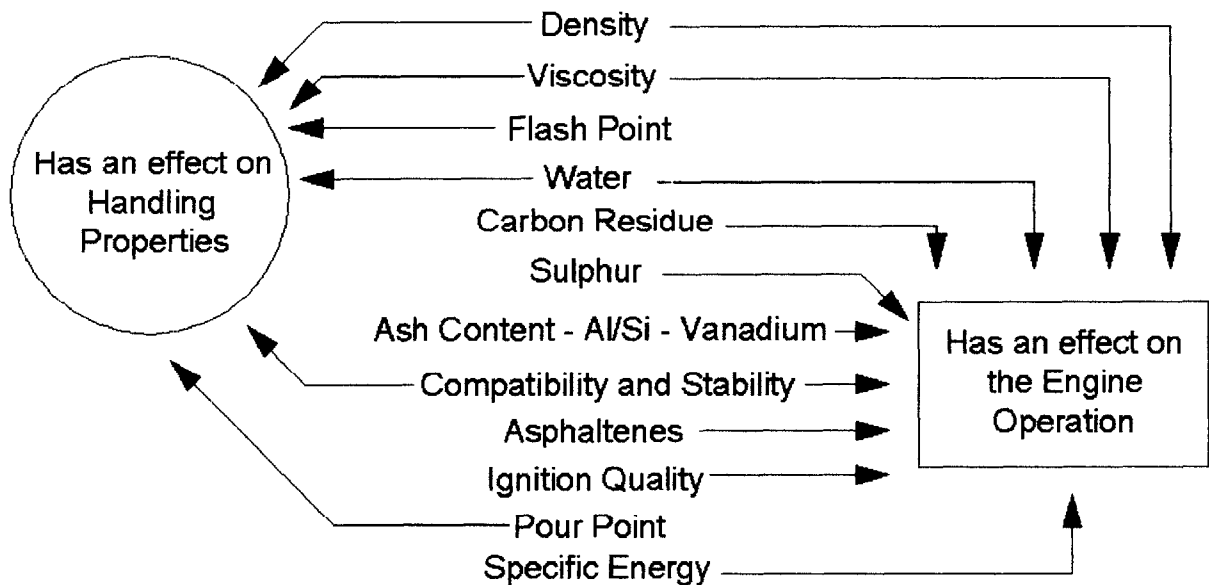 Density
Viscosity
Flash Point
Water
Carbon Residue
Sulphur
Ash Content - Al/Si - Vanadium
Compatibility and Stability
Asphaltenes
Ignition Quality
Pour Point
Specific Energy
Has an effect on
Handling
Properties
Has an effect on
the Engine
Operation